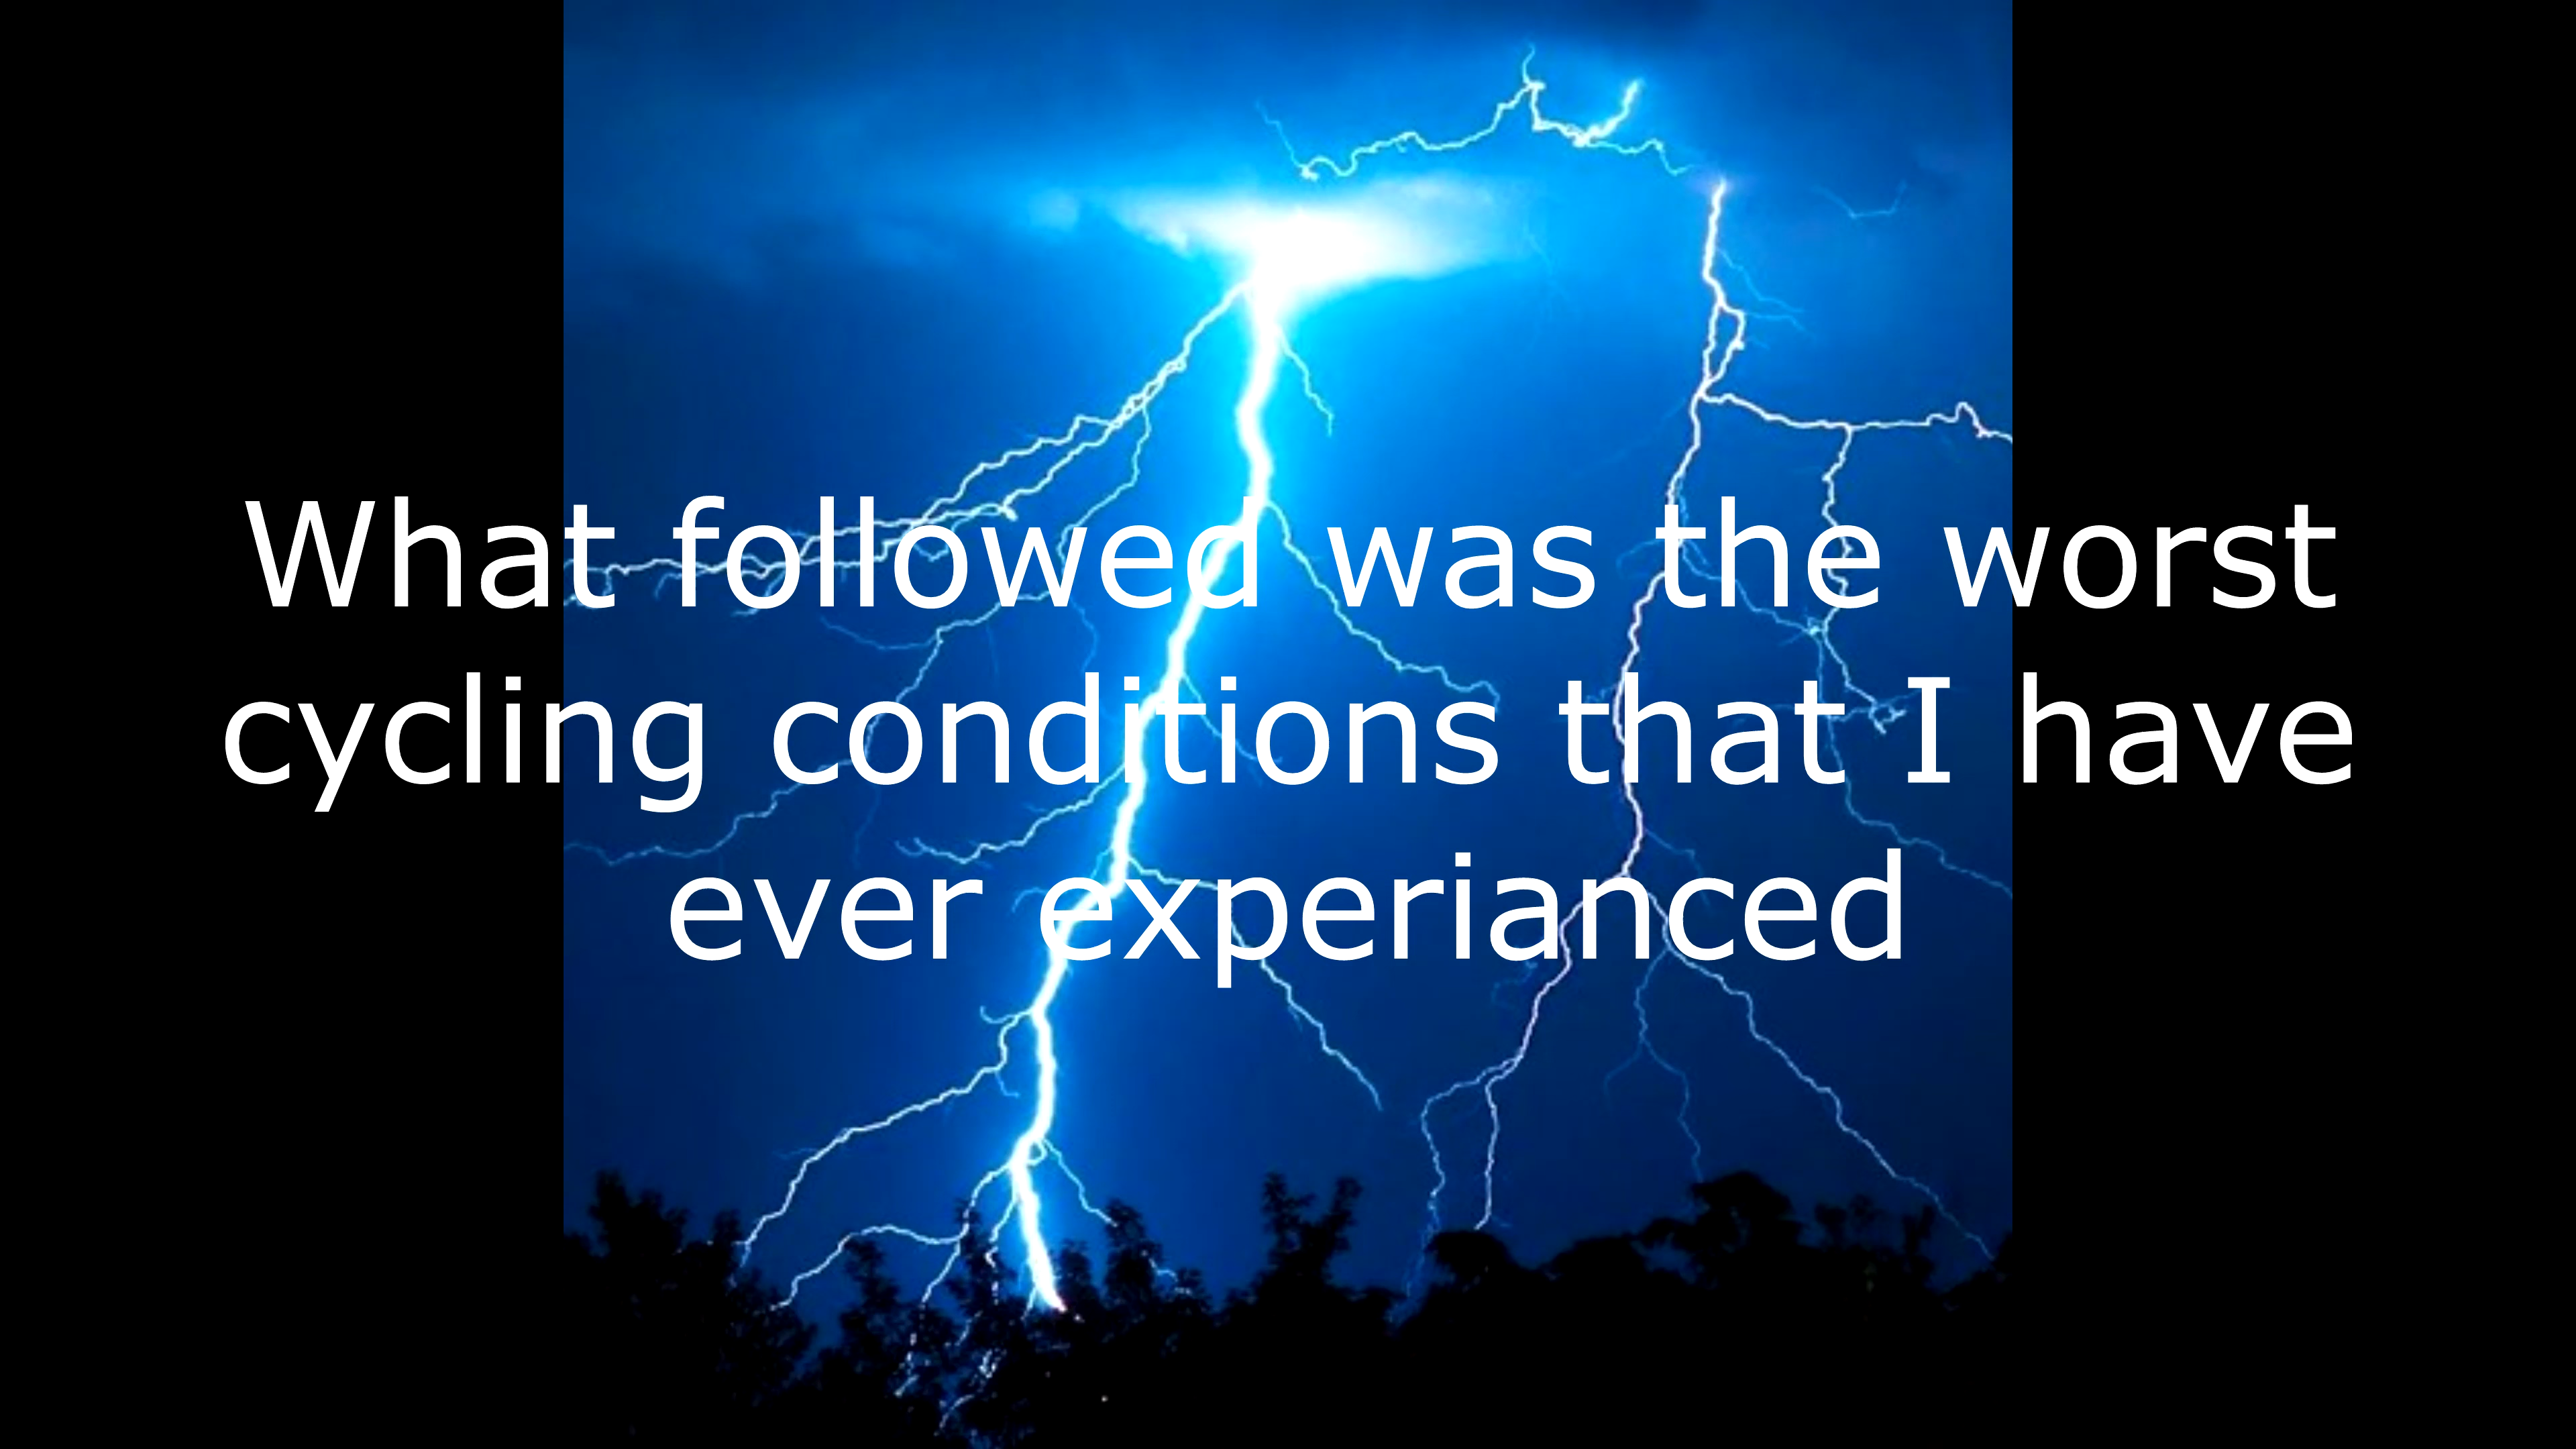 What followed was the worst
cycling conditions that I have
ever experianced